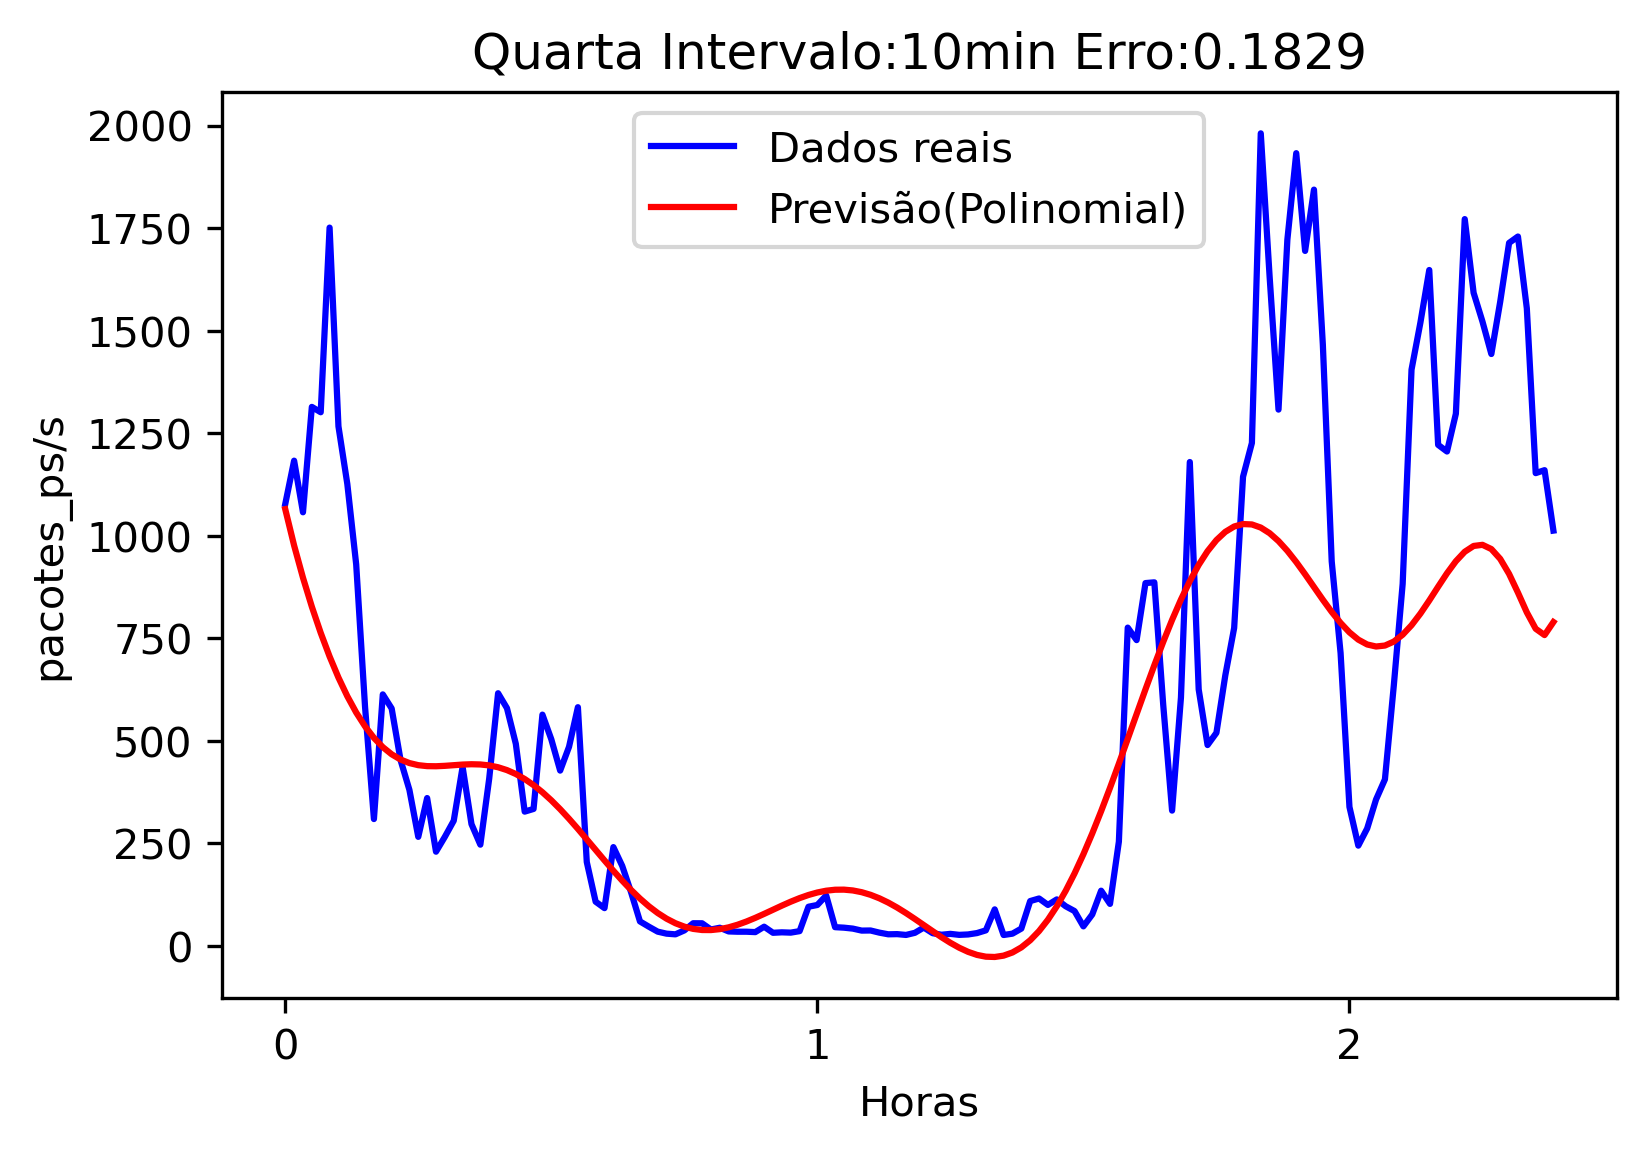 Quarta Intervalo:10min Erro:0.1829
Dados reais
Previsão(Polinomial)
pacotes_ps/s
2000
1750
1500
1250
1000
750
500
250
0
0 1 2
Horas